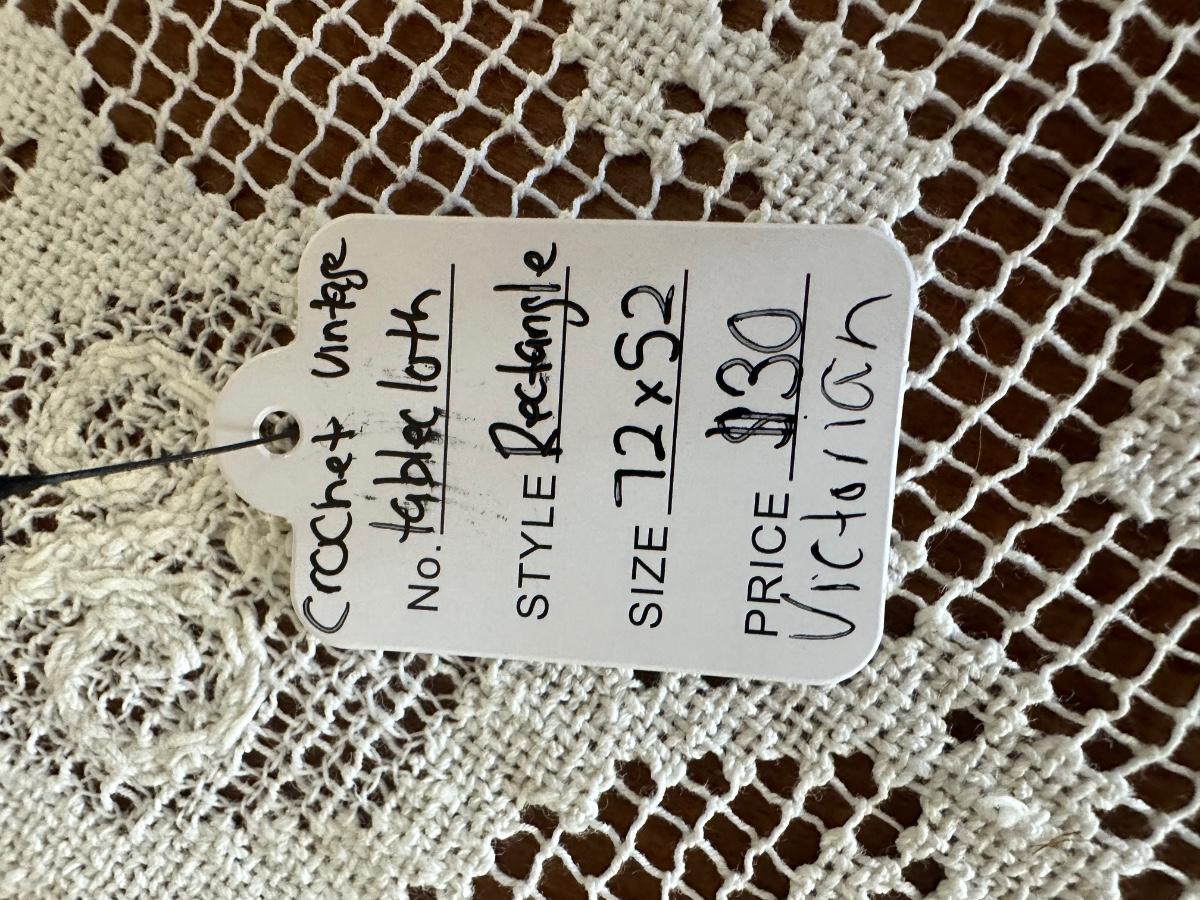 Crochet vintage
No. tablecloth
STYLE Rectangle
SIZE 72 x 52
PRICE $30
Victorian